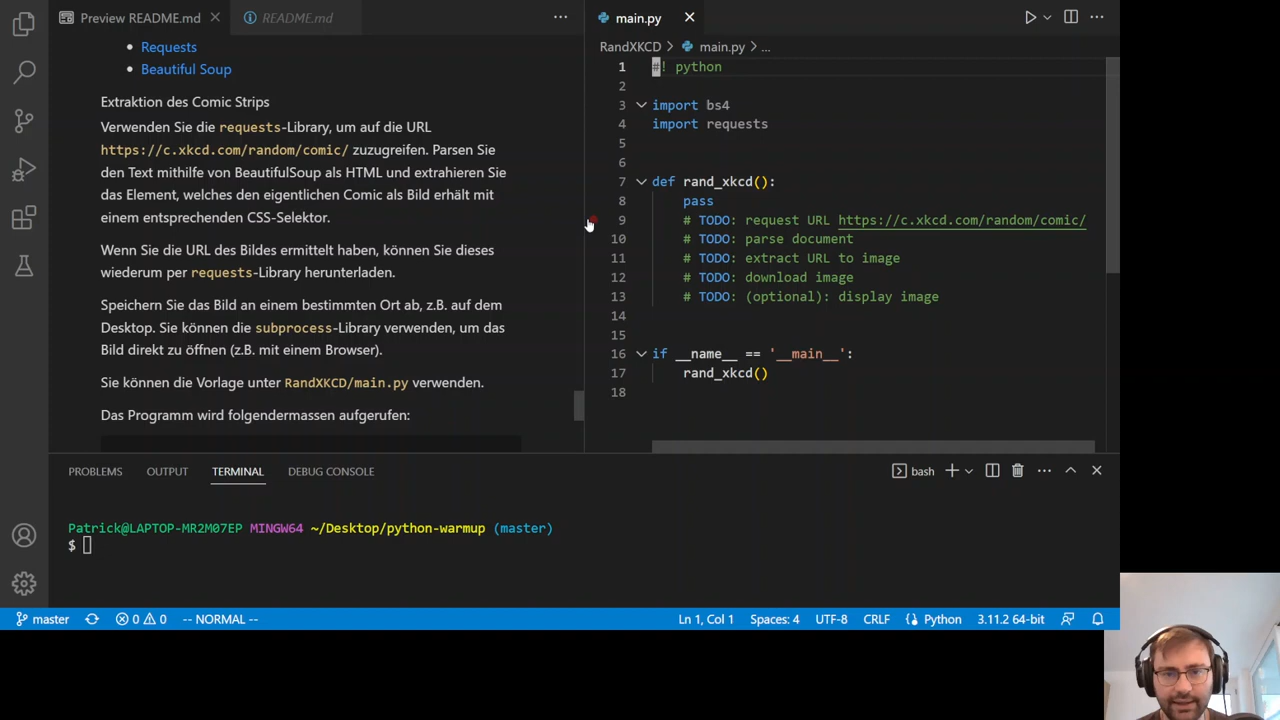 Preview README.md
README.md
Requests
Beautiful Soup
Extraktion des Comic Strips
Verwenden Sie die requests-Library, um auf die URL
https://c.xkcd.com/random/comic/ zuzugreifen. Parsen Sie
den Text mithilfe von BeautifulSoup als HTML und extrahieren Sie
das Element, welches den eigentlichen Comic als Bild erhält mit
einem entsprechenden CSS-Selektor.
Wenn Sie die URL des Bildes ermittelt haben, können Sie dieses
wiederum per requests-Library herunterladen.
Speichern Sie das Bild an einem bestimmten Ort ab, z.B. auf dem
Desktop. Sie können die subprocess-Library verwenden, um das
Bild direkt zu öffnen (z.B. mit einem Browser).
Sie können die Vorlage unter RandXKCD/main.py verwenden.
Das Programm wird folgendermassen aufgerufen:
main.py
RandXKCD > main.py > ...
1 #! python
2
3 import bs4
4 import requests
5
6
7 def rand_xkcd():
8 pass
9 # TODO: request URL https://c.xkcd.com/random/comic/
10 # TODO: parse document
11 # TODO: extract URL to image
12 # TODO: download image
13 # TODO: (optional): display image
14
15
16 if __name__ == '__main__':
17 rand_xkcd()
18
PROBLEMS OUTPUT TERMINAL DEBUG CONSOLE
bash
Patrick@LAPTOP-MR2M07EP MINGW64 ~/Desktop/python-warmup (master)
$
master 0 0 -- NORMAL -- Ln 1, Col 1 Spaces: 4 UTF-8 CRLF Python 3.11.2 64-bit